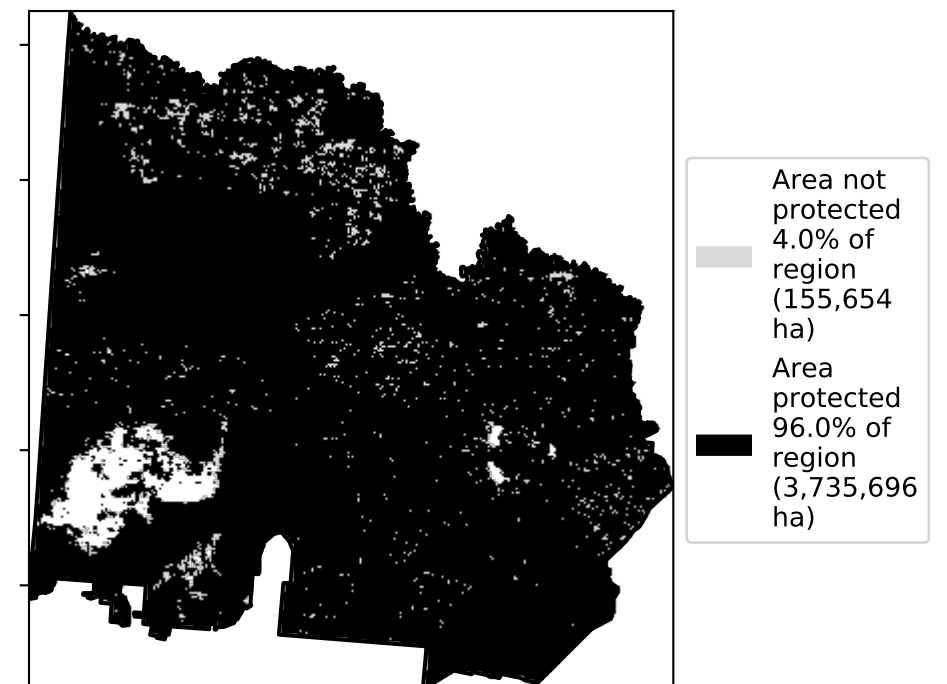 Area not
protected
4.0% of
region
(155,654
ha)
Area
protected
96.0% of
region
(3,735,696
ha)